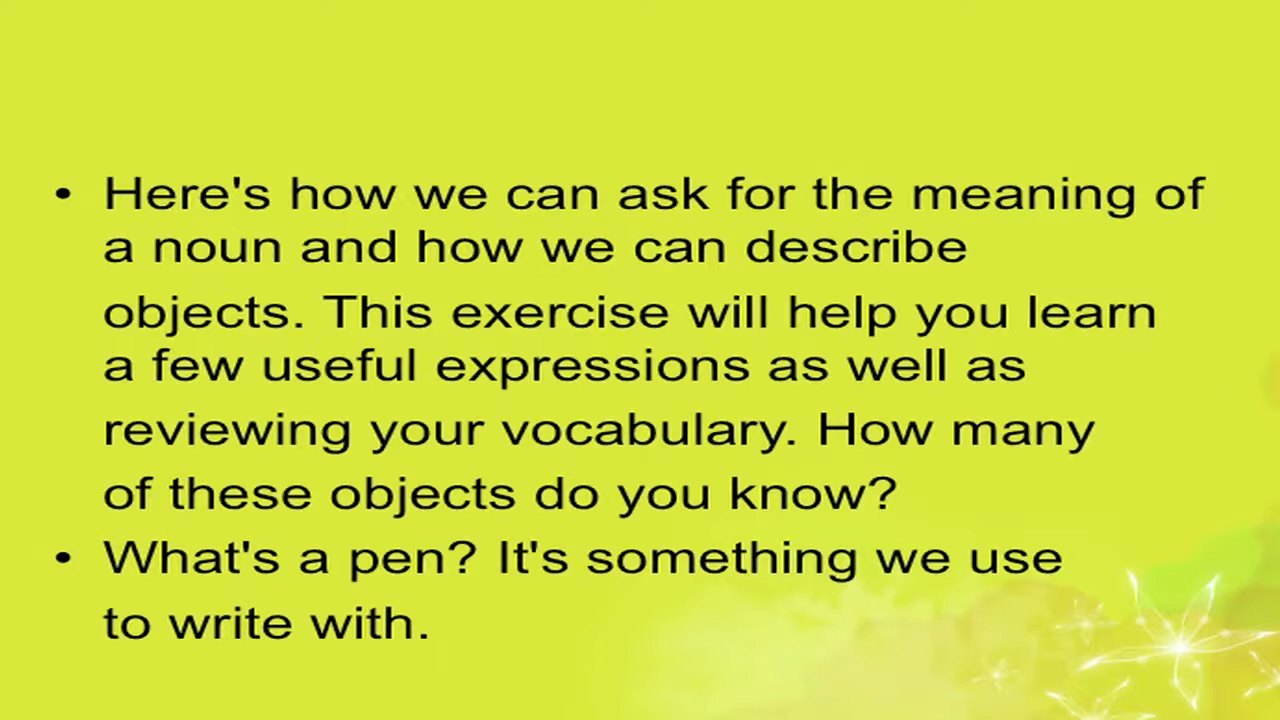 • Here's how we can ask for the meaning of
a noun and how we can describe
objects. This exercise will help you learn
a few useful expressions as well as
reviewing your vocabulary. How many
of these objects do you know?
• What's a pen? It's something we use
to write with.